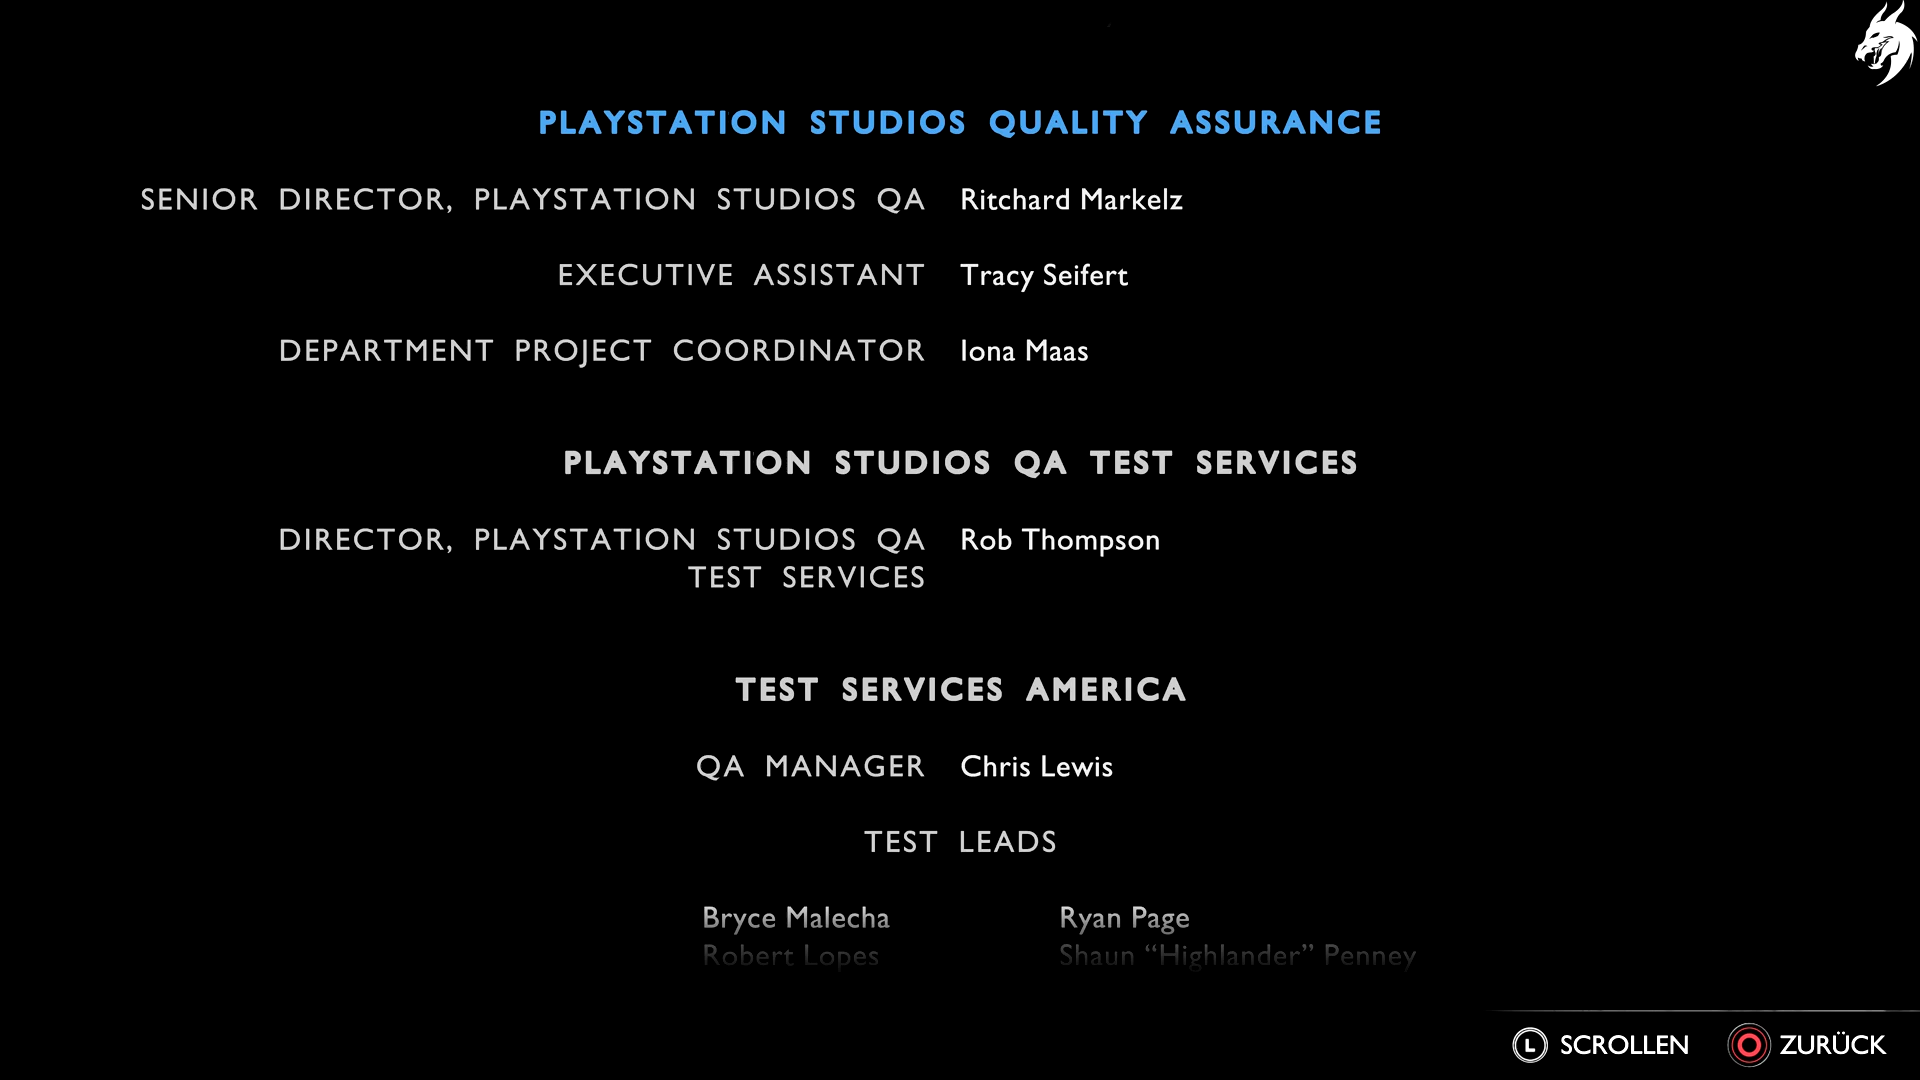 PLAYSTATION STUDIOS QUALITY ASSURANCE
SENIOR DIRECTOR, PLAYSTATION STUDIOS QA Ritchard Markelz
EXECUTIVE ASSISTANT Tracy Seifert
DEPARTMENT PROJECT COORDINATOR Iona Maas
PLAYSTATION STUDIOS QA TEST SERVICES
DIRECTOR, PLAYSTATION STUDIOS QA Rob Thompson
TEST SERVICES
TEST SERVICES AMERICA
QA MANAGER Chris Lewis
TEST LEADS
Bryce Malecha Ryan Page
Robert Lopes Shaun “Highlander” Penney
L SCROLLEN ZURÜCK